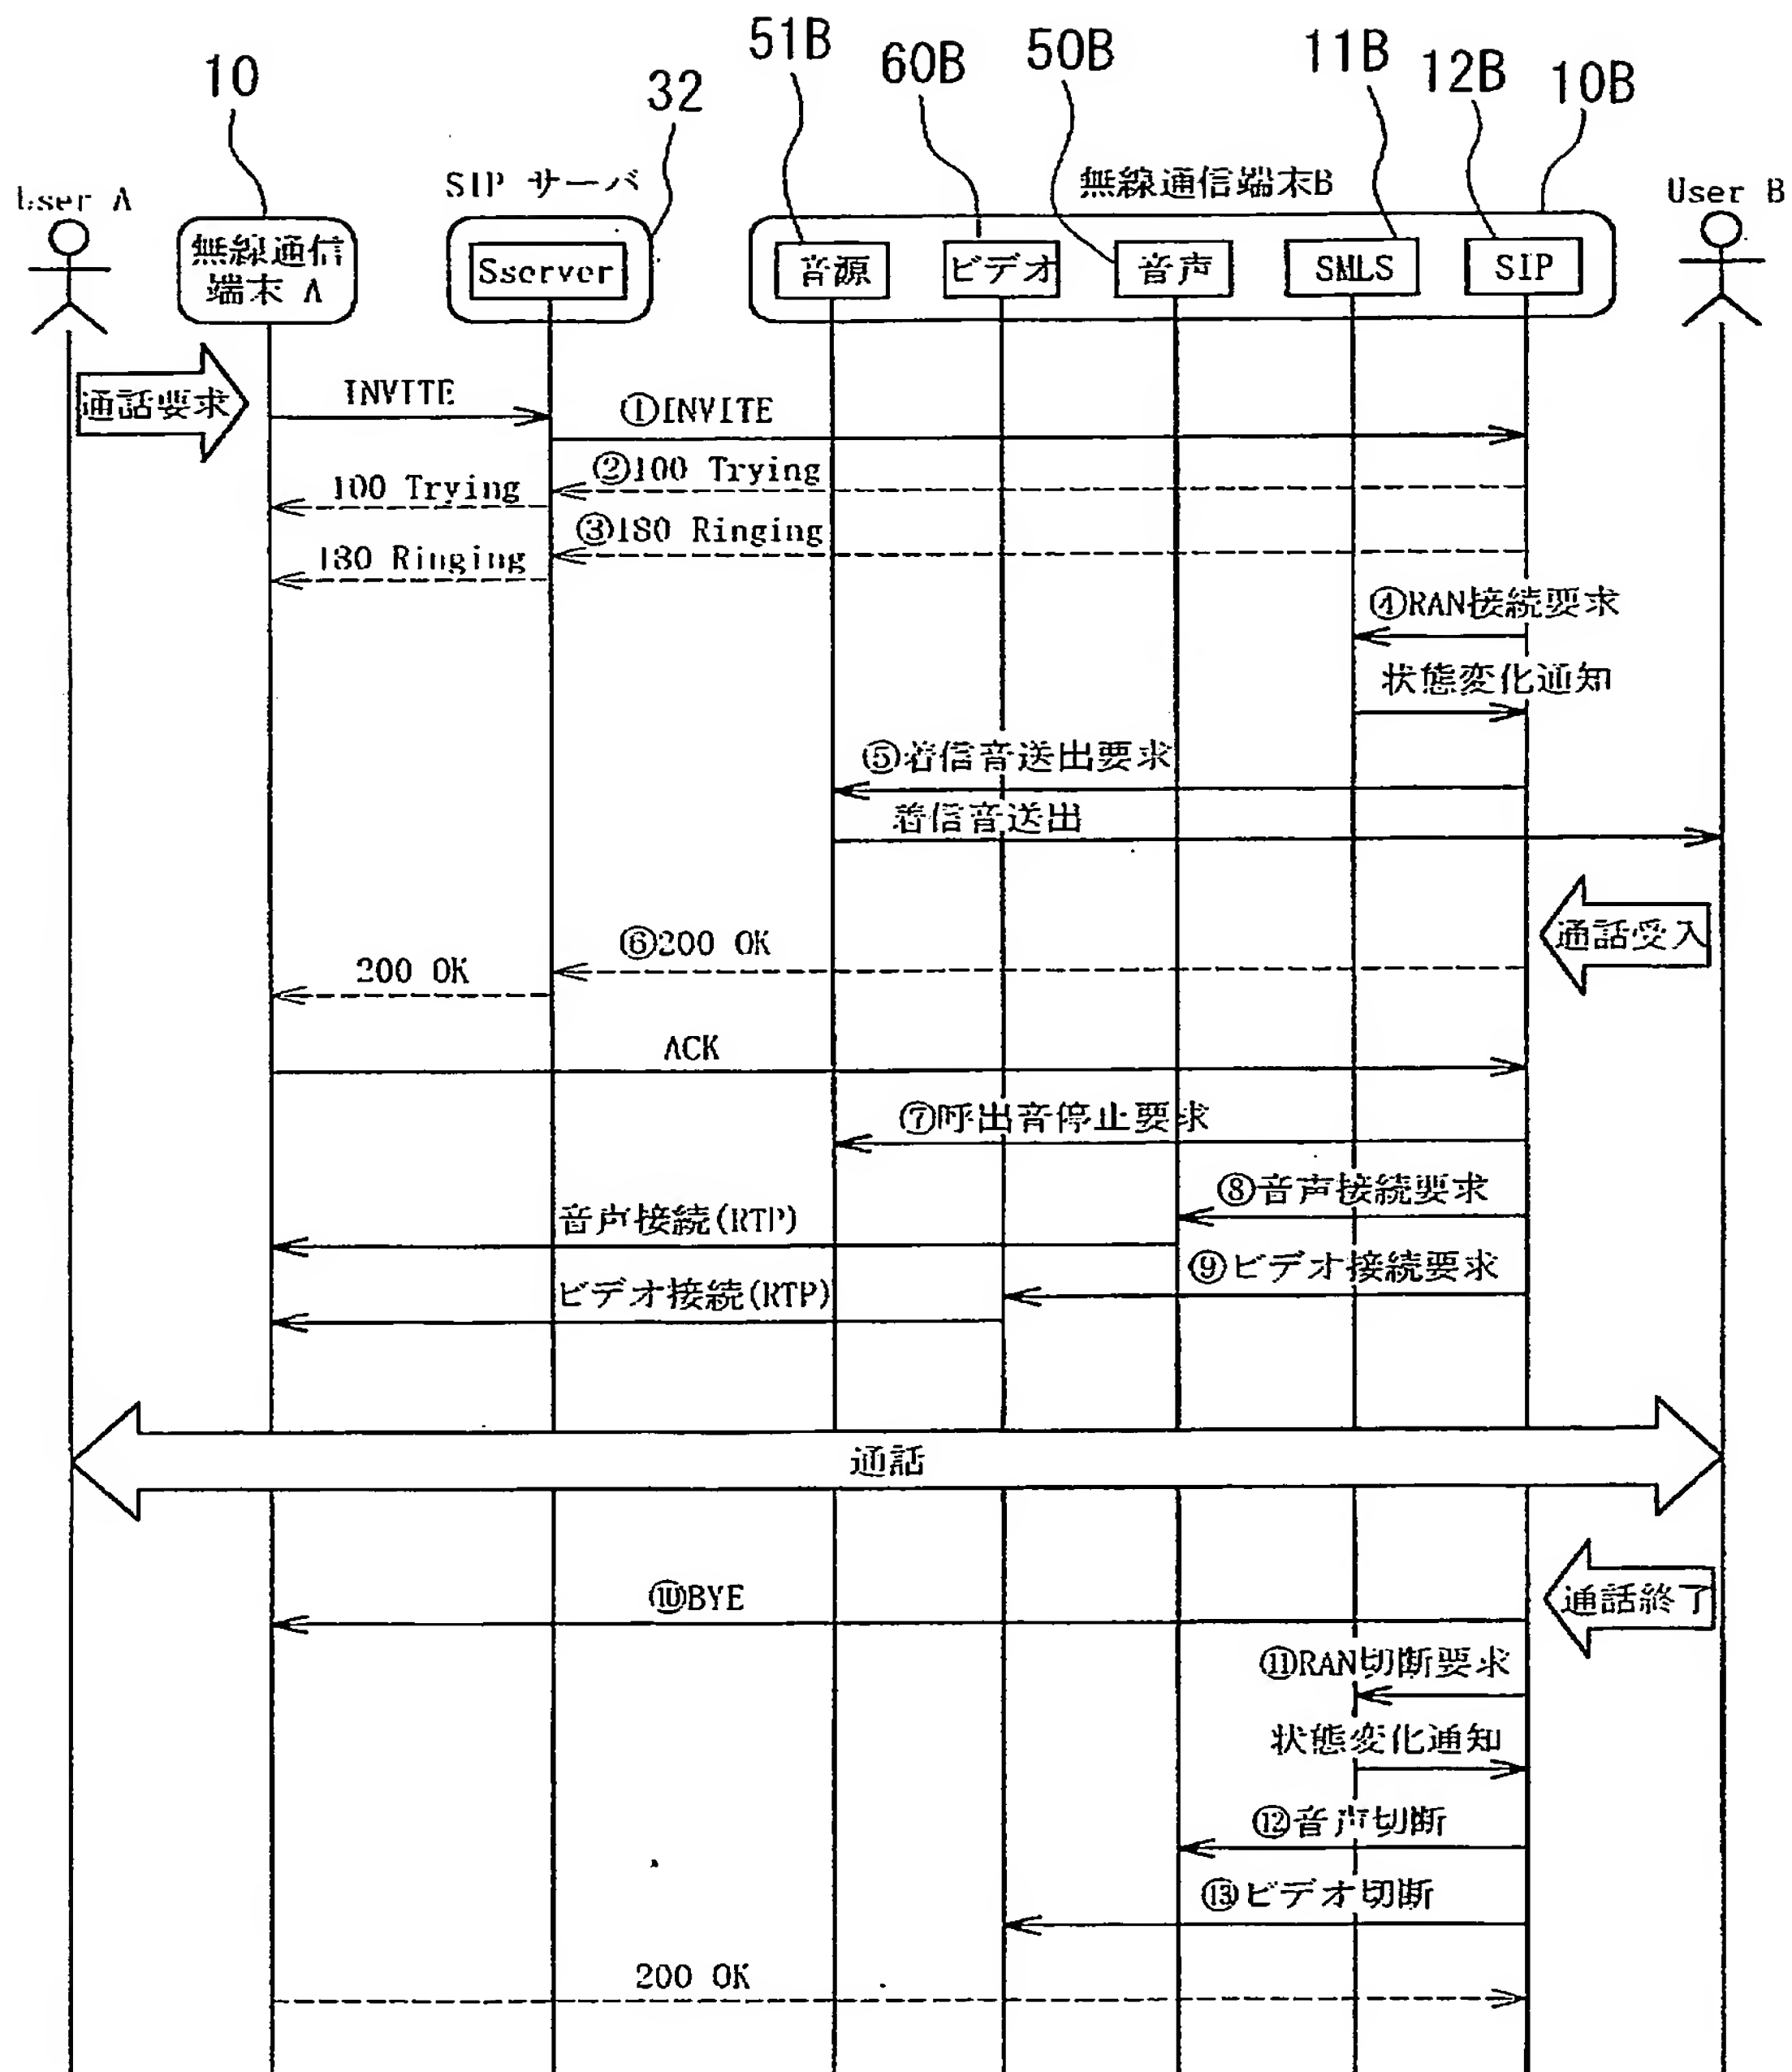 51B
10
60B
50B
11B
12B
10B
32
SIP サーバ
無線通信端末B
User A
User B
無線通信
端末 A
Sserver
音源
ビデオ
音声
SMLS
SIP
通話要求
INVITE
①INVITE
②100 Trying
100 Trying
③180 Ringing
180 Ringing
④RAN接続要求
状態変化通知
⑤着信音送出要求
着信音送出
通話受入
⑥200 OK
200 OK
ACK
⑦呼出音停止要求
⑧音声接続要求
音声接続(RTP)
⑨ビデオ接続要求
ビデオ接続(RTP)
通話
通話終了
⑩BYE
⑪RAN切断要求
状態変化通知
⑫音声切断
⑬ビデオ切断
200 OK